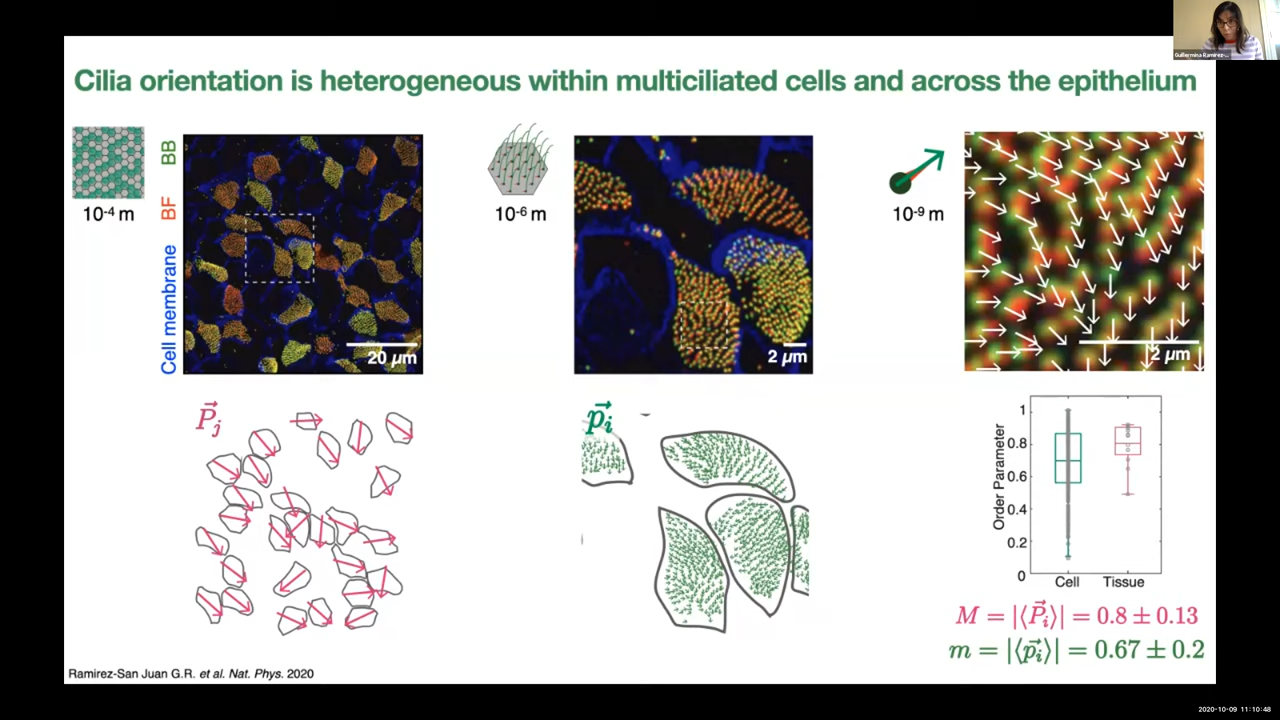 Guillermina Ramirez-...
Cilia orientation is heterogeneous within multiciliated cells and across the epithelium
10⁻⁴ m
Cell membrane BF BB
20 µm
10⁻⁶ m
2 µm
10⁻⁹ m
2 µm
P⃗ⱼ
p⃗ᵢ
Order Parameter
1
0.8
0.6
0.4
0.2
0
Cell Tissue
M = |⟨P⃗ᵢ⟩| = 0.8 ± 0.13
m = |⟨p⃗ᵢ⟩| = 0.67 ± 0.2
Ramirez-San Juan G.R. et al. Nat. Phys. 2020
2020-10-09 11:10:48